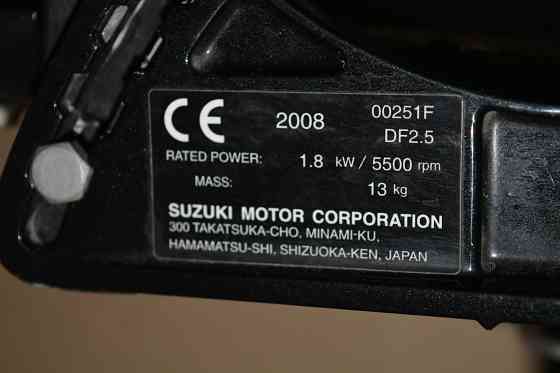 CE 2008 00251F
DF2.5
RATED POWER: 1.8 kW / 5500 rpm
MASS: 13 kg
SUZUKI MOTOR CORPORATION
300 TAKATSUKA-CHO, MINAMI-KU,
HAMAMATSU-SHI, SHIZUOKA-KEN, JAPAN